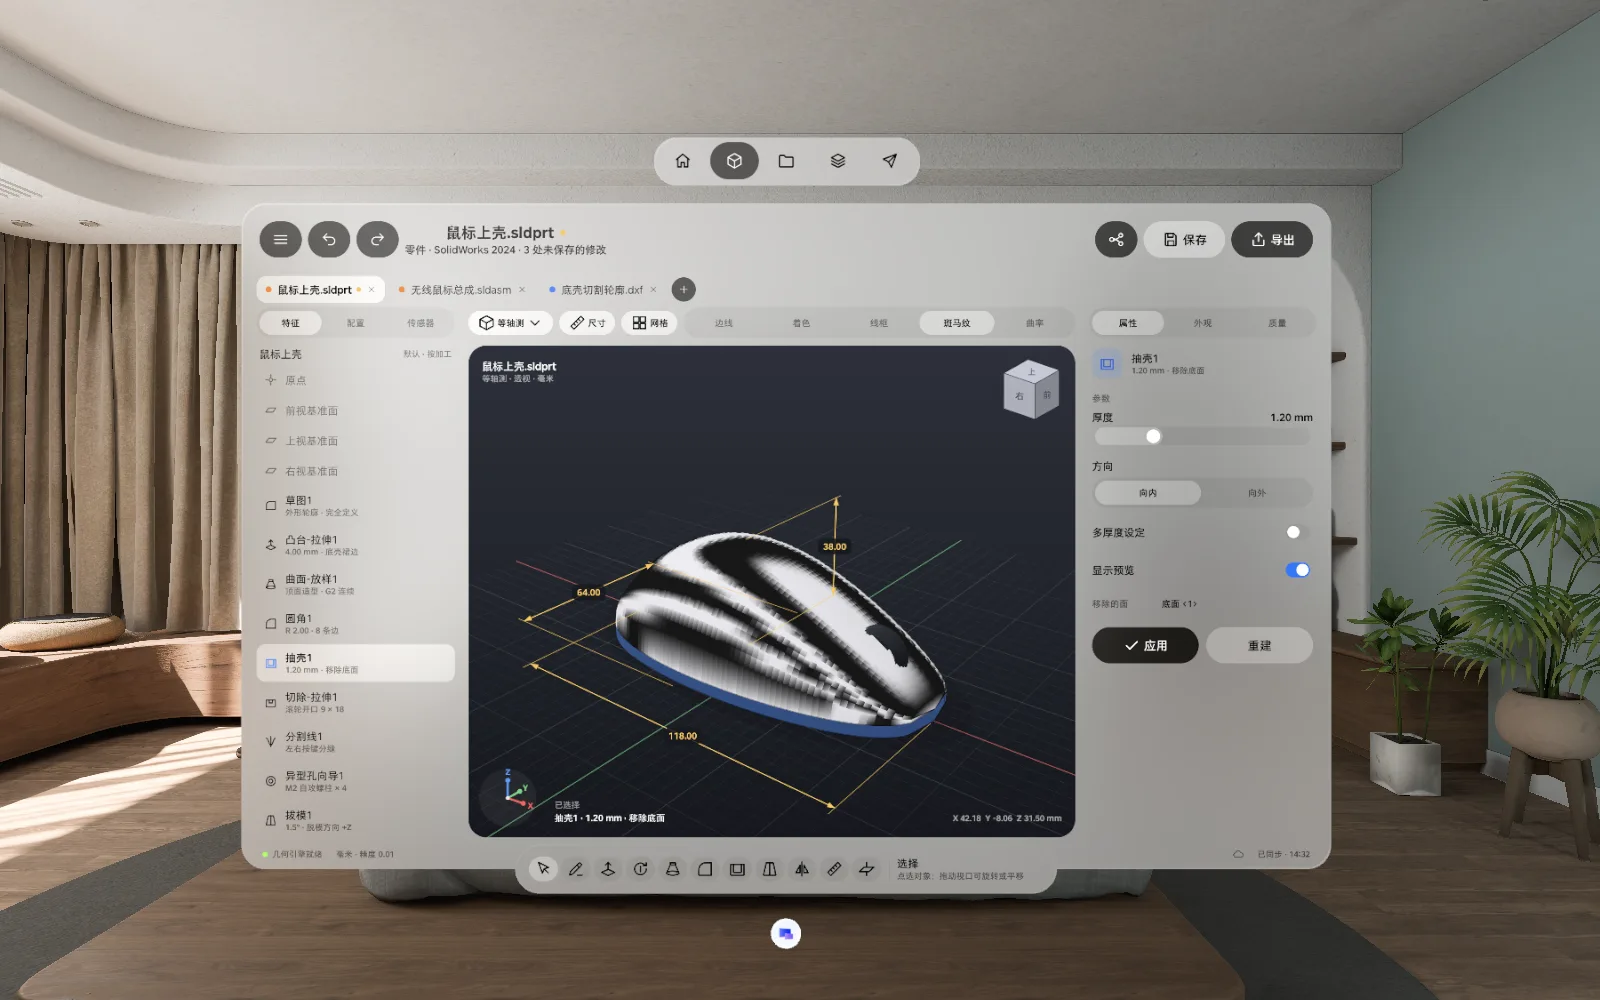 鼠标上壳.sldprt
零件 · SolidWorks 2024 · 3 处未保存的修改
保存
导出
鼠标上壳.sldprt
无线鼠标总成.sldasm
底壳切割轮廓.dxf
特征 配置 传感器
等轴测 尺寸 网格
边线 着色 线框 斑马纹 曲率
属性 外观 质量
鼠标上壳 默认 · 按加工
原点
前视基准面
上视基准面
右视基准面
草图1
外形轮廓 · 完全定义
凸台-拉伸1
4.00 mm · 底壳裙边
曲面-放样1
顶面造型 · G2 连续
圆角1
R 2.00 · 8 条边
抽壳1
1.20 mm · 移除底面
切除-拉伸1
滚轮开口 9 × 18
分割线1
左右按键分缝
异型孔向导1
M2 自攻螺柱 × 4
拔模1
1.5° · 脱模方向 +Z
几何引擎就绪 毫米 · 精度 0.01
鼠标上壳.sldprt
等轴测 · 透视 · 毫米
上
右
前
38.00
64.00
118.00
Z
Y
X
已选择
抽壳1 · 1.20 mm · 移除底面
X 42.18 Y -8.06 Z 31.50 mm
抽壳1
1.20 mm · 移除底面
参数
厚度 1.20 mm
方向
向内 向外
多厚度设定
显示预览
移除的面 底面 <1>
应用 重建
已同步 · 14:32
选择
点选对象；拖动视口可旋转或平移